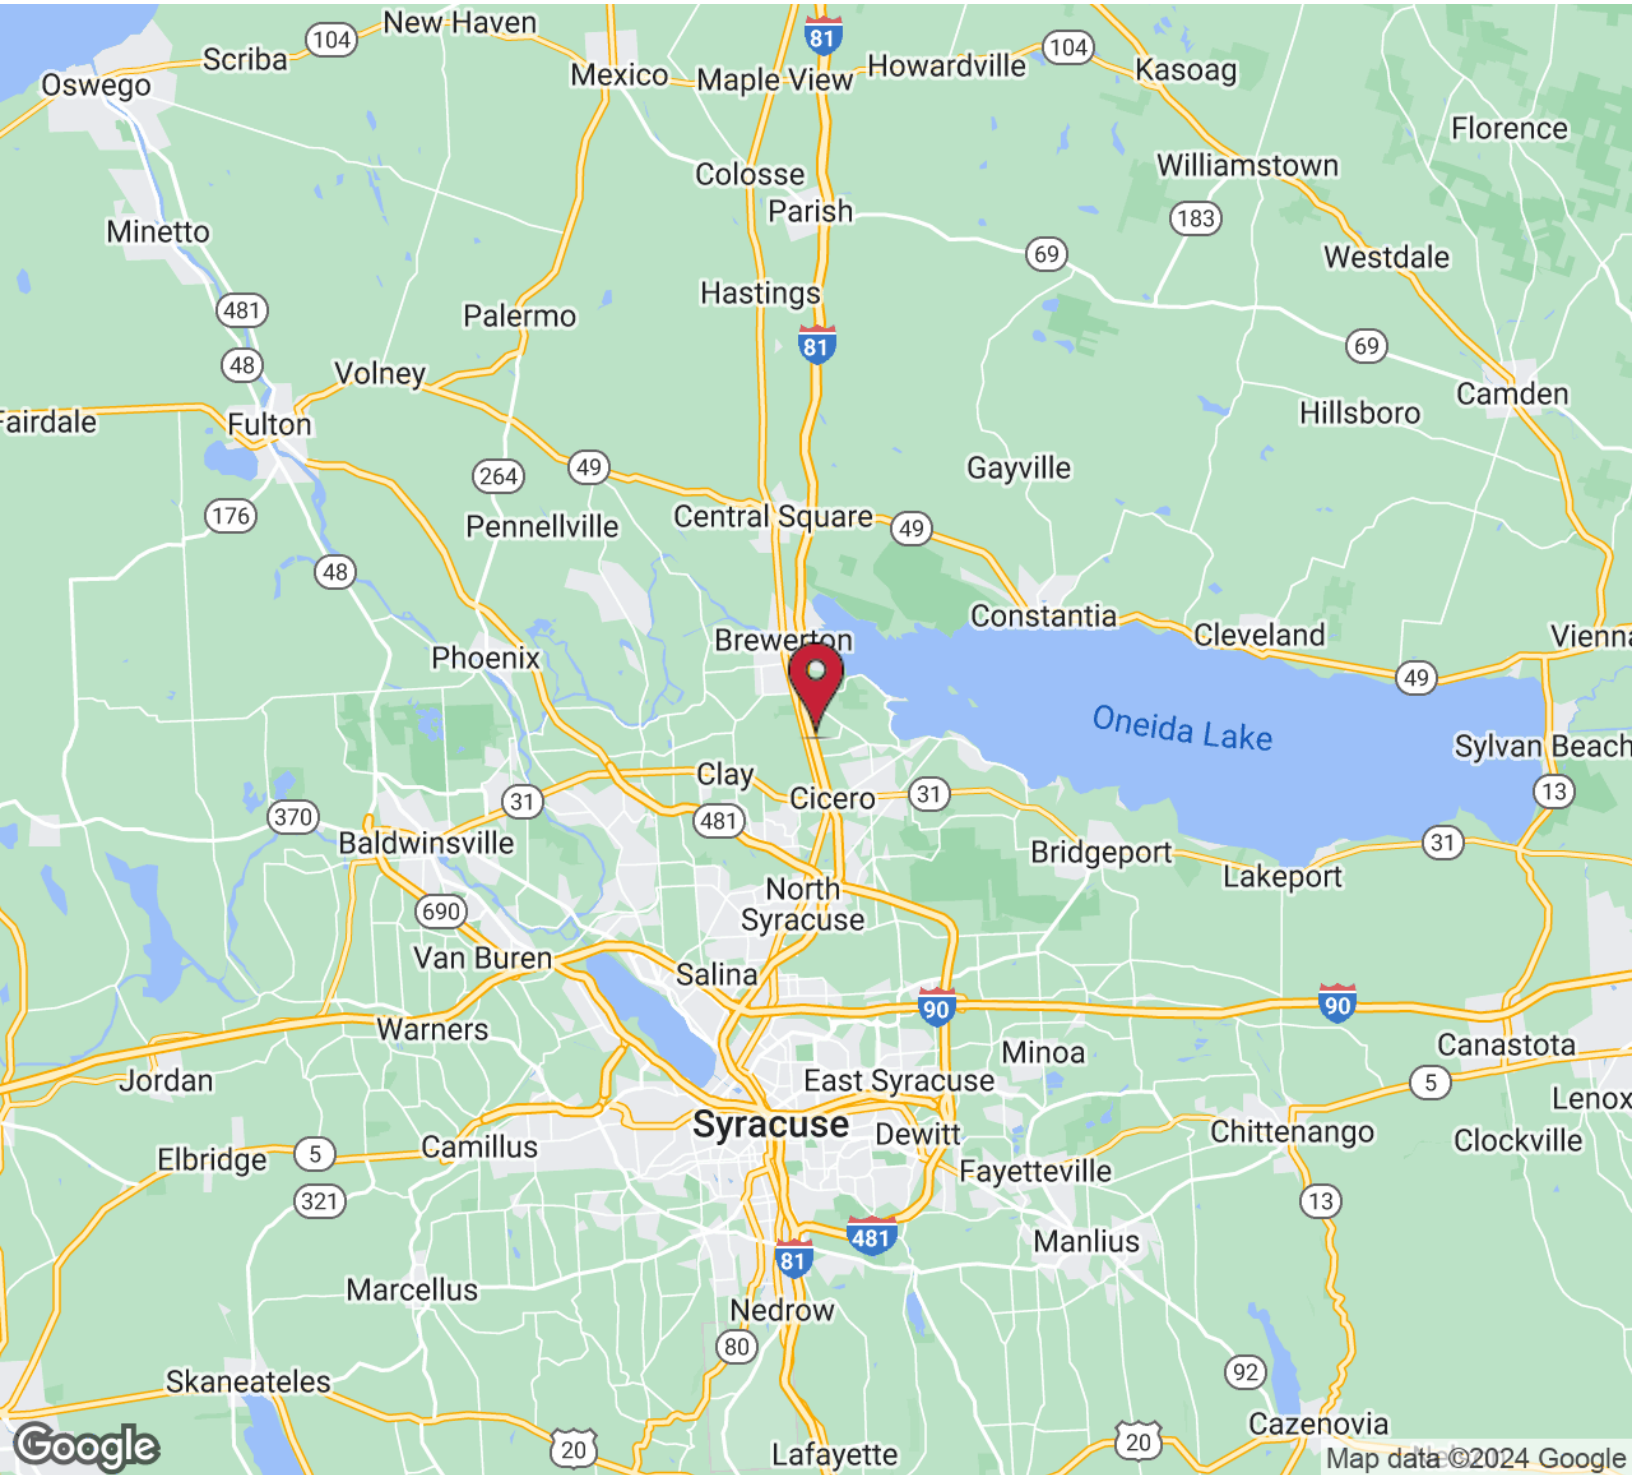 New Haven
104
81
104
Scriba
Mexico
Maple View
Howardville
Kasoag
Oswego
Florence
Williamstown
Colosse
Parish
183
Minetto
69
Westdale
Hastings
481
Palermo
81
69
48
Volney
Camden
Fairdale
Fulton
Hillsboro
264
49
Gayville
176
Pennellville
Central Square
49
48
Constantia
Cleveland
Vienna
Brewerton
Phoenix
49
Oneida Lake
Sylvan Beach
Clay
31
Cicero
31
13
370
481
Baldwinsville
Bridgeport
31
Lakeport
690
North
Syracuse
Van Buren
Salina
90
90
Warners
Minoa
Canastota
Jordan
East Syracuse
5
Lenox
Syracuse
Dewitt
Chittenango
Clockville
Elbridge
5
Camillus
Fayetteville
321
13
481
Manlius
81
Marcellus
Nedrow
80
92
Skaneateles
Cazenovia
20
20
Lafayette
Google
Map data ©2024 Google